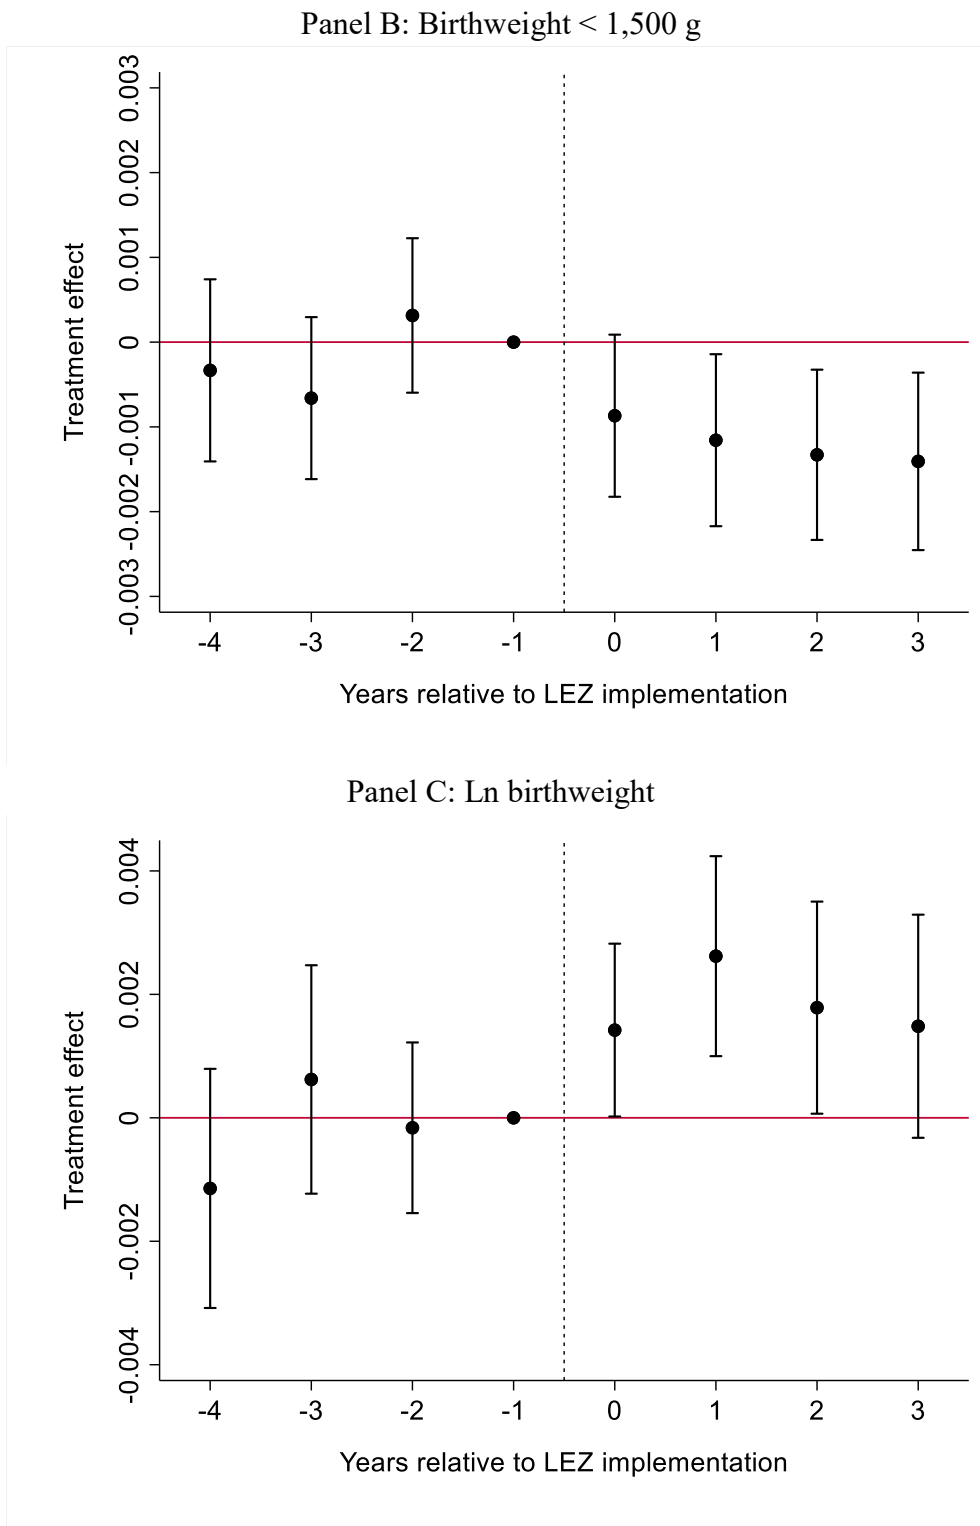 Panel B: Birthweight < 1,500 g
0.003
0.002
0.001
0
-0.001
-0.002
-0.003
Treatment effect
-4 -3 -2 -1 0 1 2 3
Years relative to LEZ implementation
Panel C: Ln birthweight
0.004
0.002
0
-0.002
-0.004
Treatment effect
-4 -3 -2 -1 0 1 2 3
Years relative to LEZ implementation